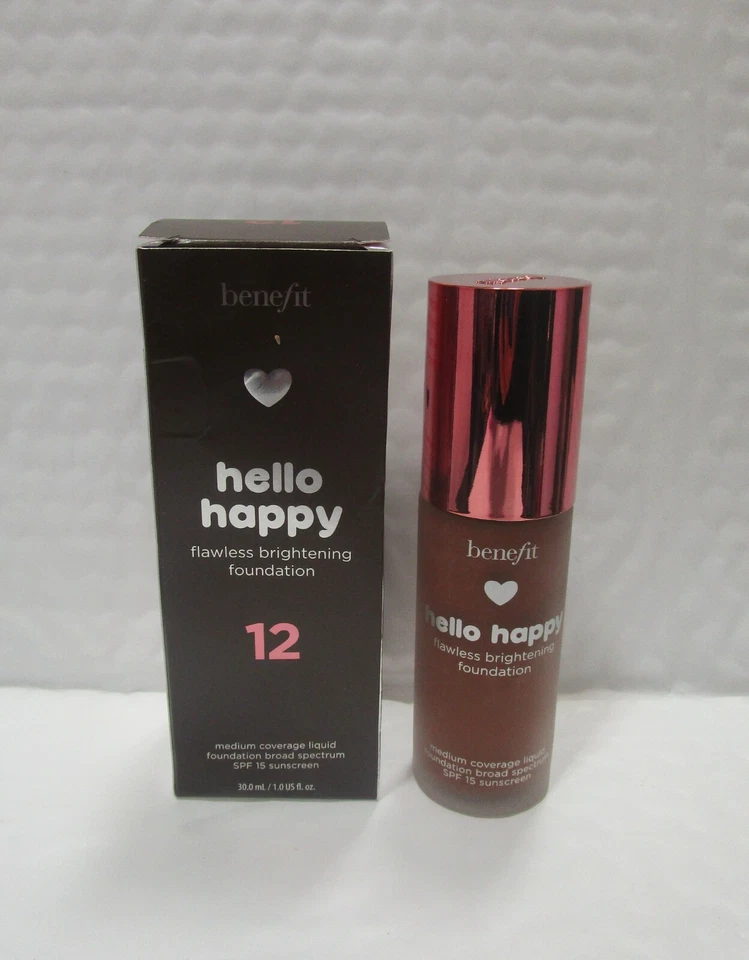 benefit
hello
happy
flawless brightening
foundation
12
medium coverage liquid
foundation broad spectrum
SPF 15 sunscreen
30.0 ml. / 1.0 US fl. oz.
benefit
hello happy
flawless brightening
foundation
medium coverage liquid
foundation broad spectrum
SPF 15 sunscreen